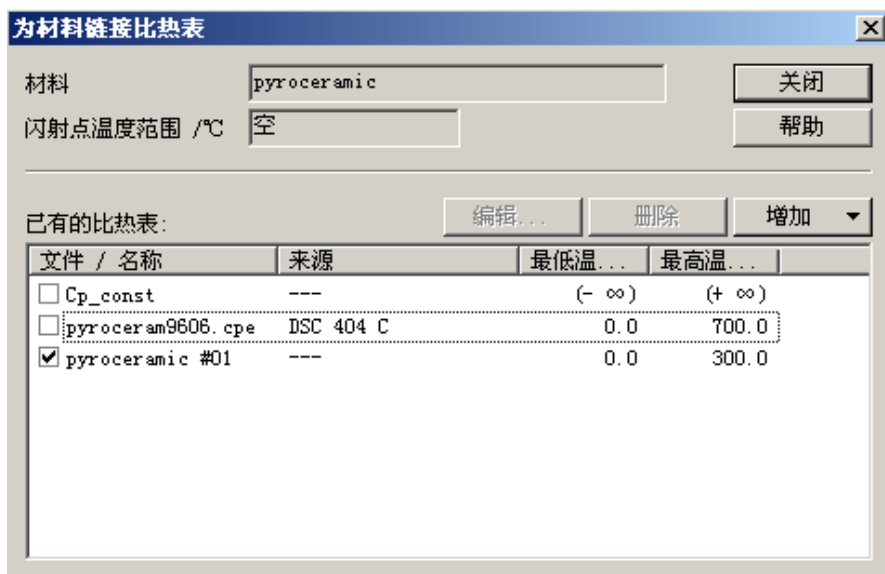 为材料链接比热表
材料 pyroceramic 关闭
闪射点温度范围 /℃ 空 帮助
已有的比热表: 编辑... 删除 增加
文件 / 名称 来源 最低温... 最高温...
Cp_const --- (- ∞) (+ ∞)
pyroceram9606.cpe DSC 404 C 0.0 700.0
pyroceramic #01 --- 0.0 300.0